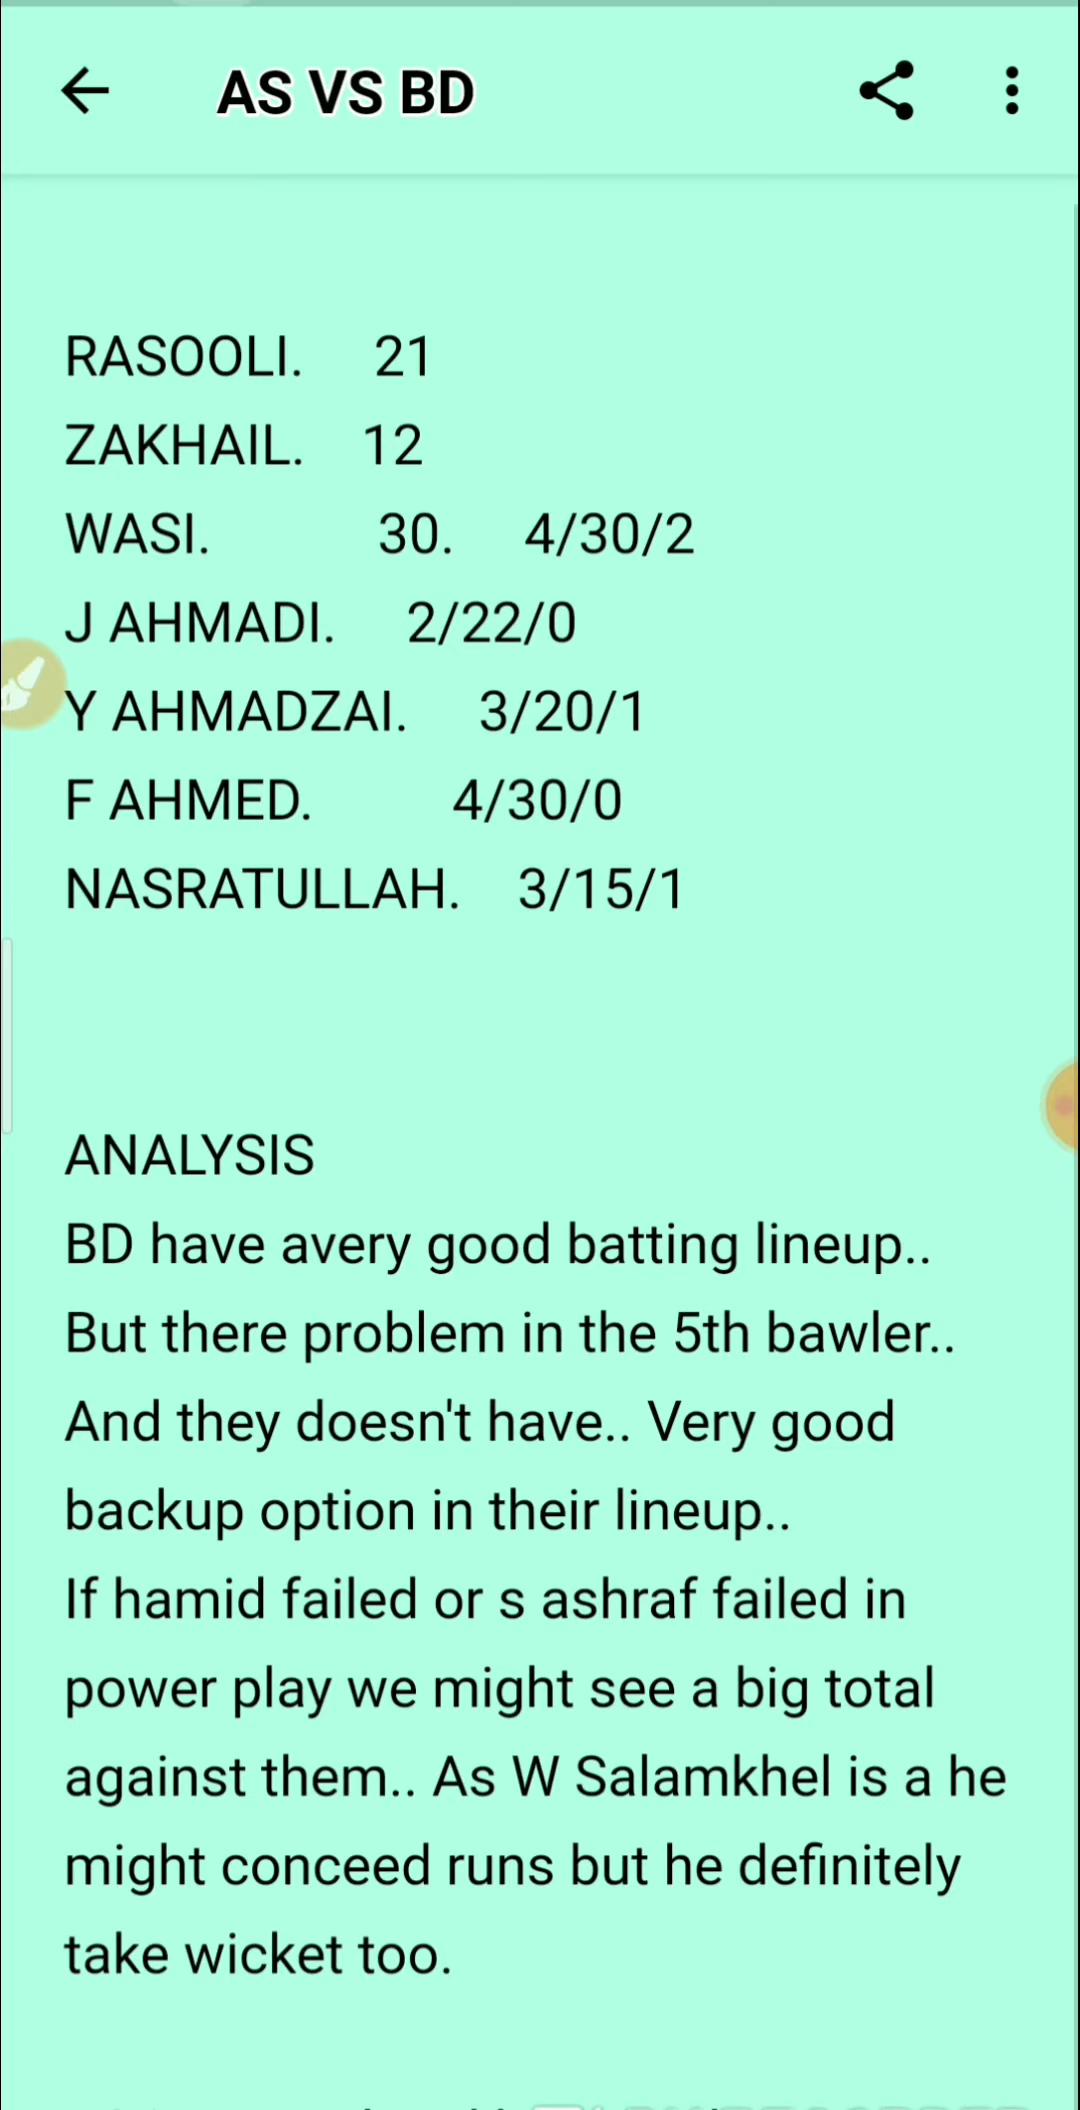 AS VS BD
RASOOLI. 21
ZAKHAIL. 12
WASI. 30. 4/30/2
J AHMADI. 2/22/0
Y AHMADZAI. 3/20/1
F AHMED. 4/30/0
NASRATULLAH. 3/15/1
ANALYSIS
BD have avery good batting lineup..
But there problem in the 5th bawler..
And they doesn't have.. Very good
backup option in their lineup..
If hamid failed or s ashraf failed in
power play we might see a big total
against them.. As W Salamkhel is a he
might conceed runs but he definitely
take wicket too.